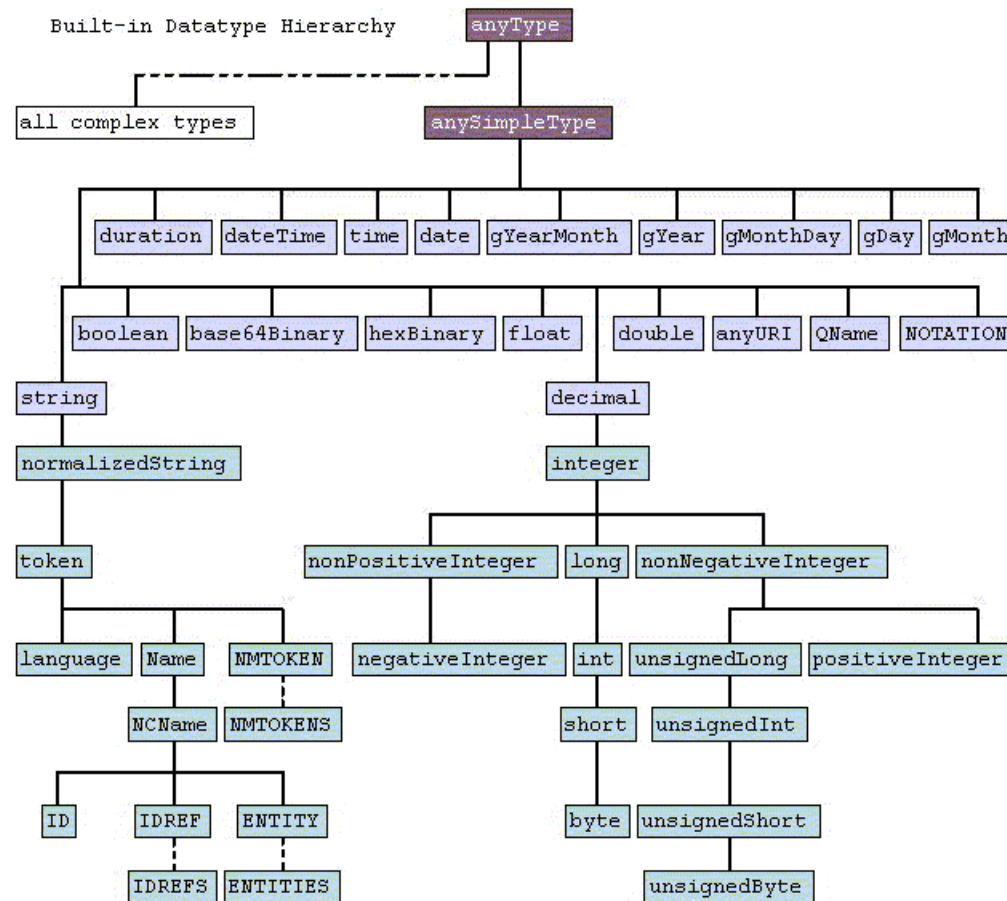 Built-in Datatype Hierarchy anyType
all complex types anySimpleType
duration dateTime time date gYearMonth gYear gMonthDay gDay gMonth
boolean base64Binary hexBinary float double anyURI QName NOTATION
string decimal
normalizedString integer
token nonPositiveInteger long nonNegativeInteger
language Name NMTOKEN negativeInteger int unsignedLong positiveInteger
NCName NMTOKENS short unsignedInt
ID IDREF ENTITY byte unsignedShort
IDREFS ENTITIES unsignedByte